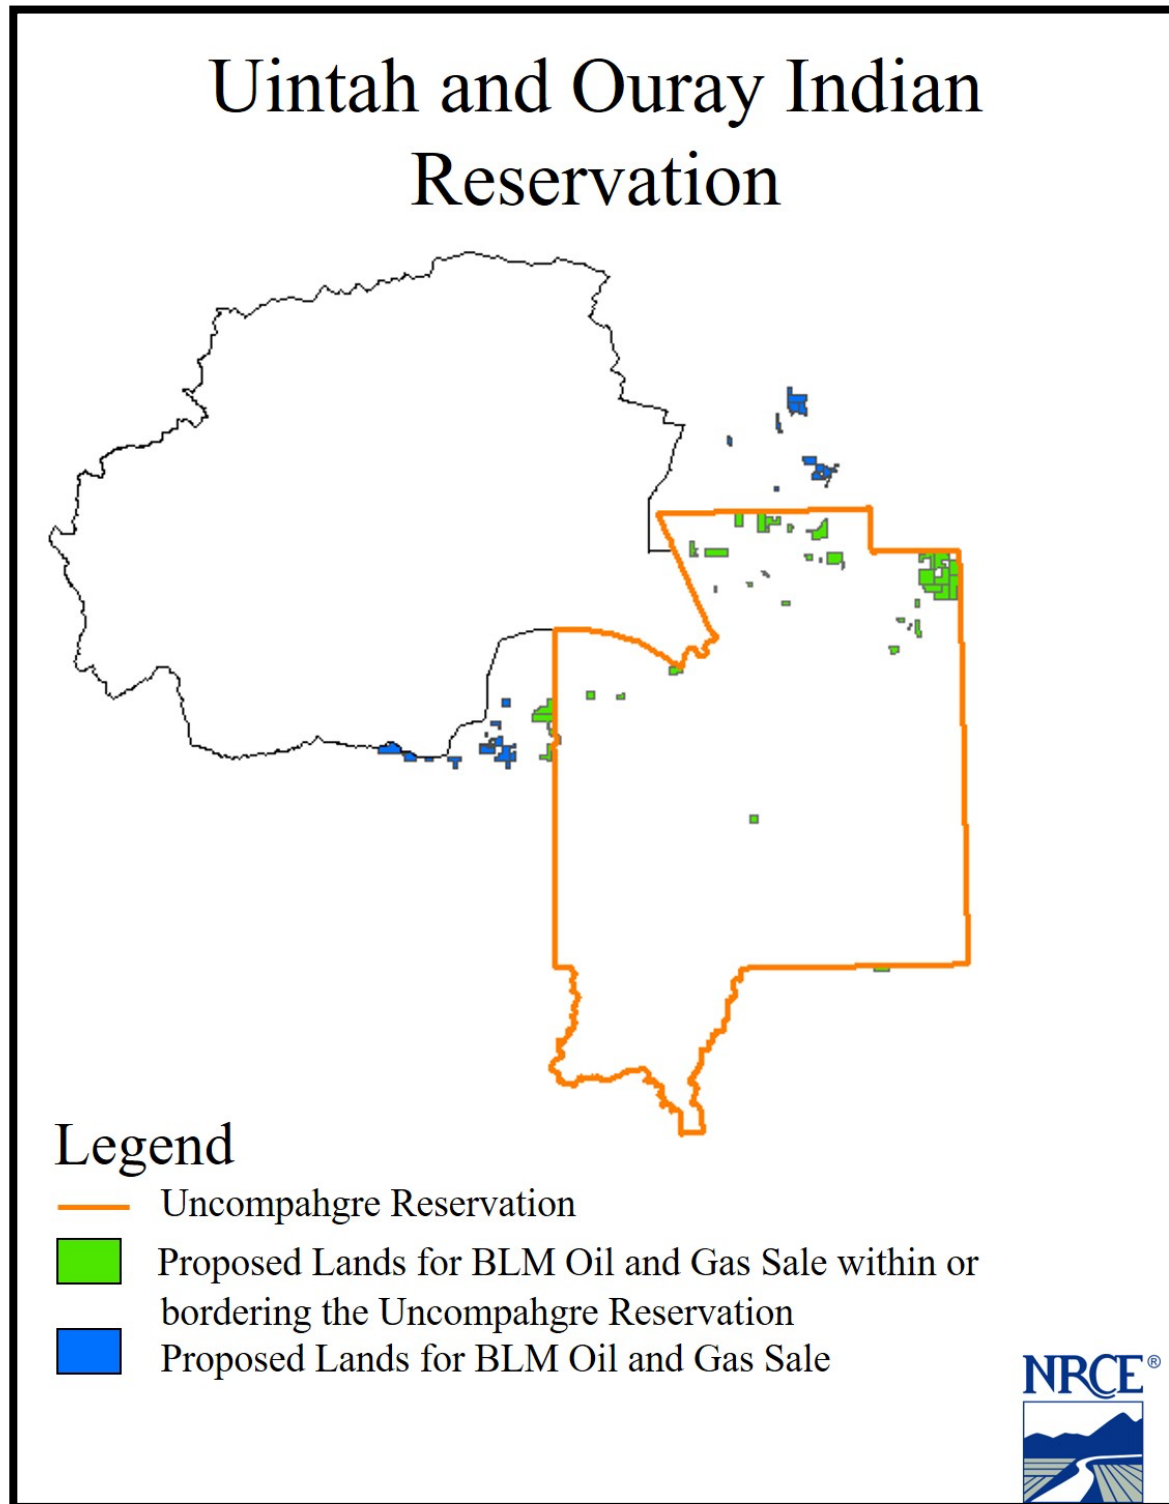 Uintah and Ouray Indian
Reservation
Legend
Uncompahgre Reservation
Proposed Lands for BLM Oil and Gas Sale within or
bordering the Uncompahgre Reservation
Proposed Lands for BLM Oil and Gas Sale
NRCE®